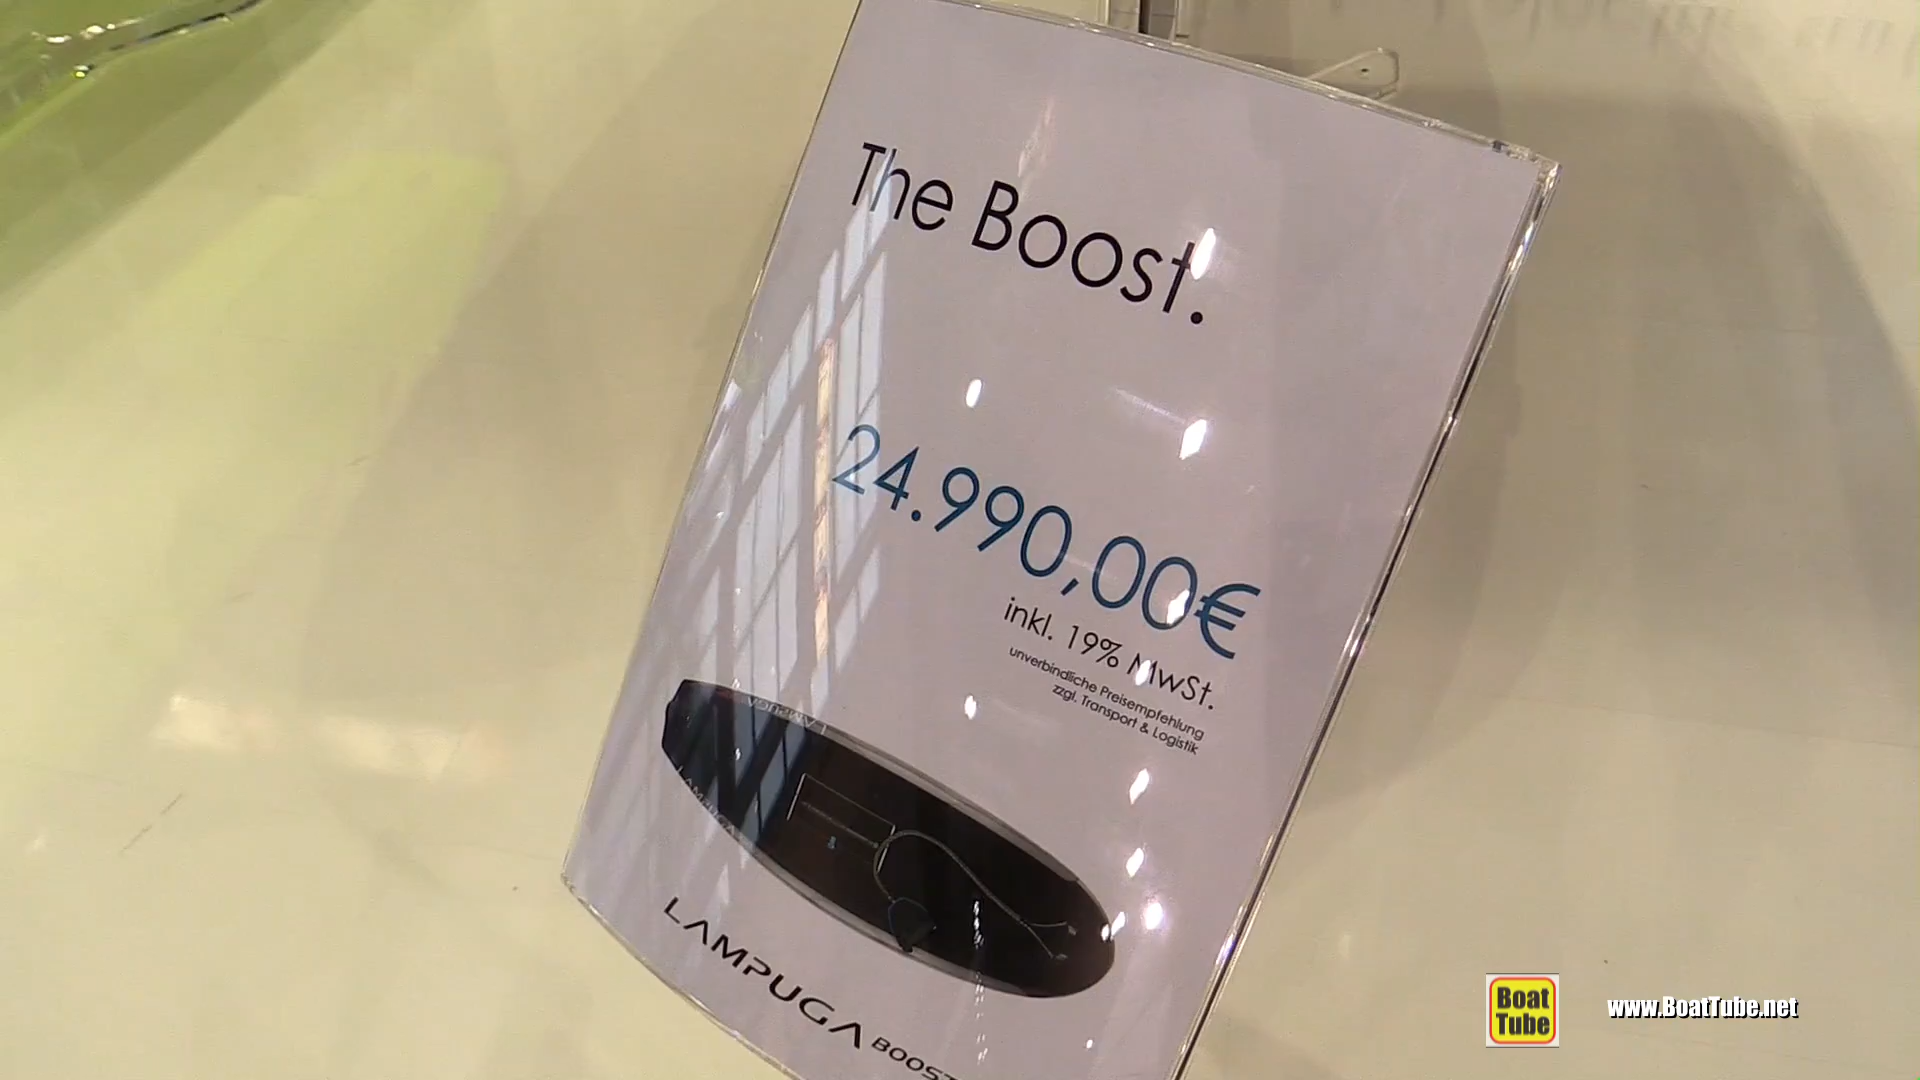 The Boost.
24.990,00€
inkl. 19% MwSt.
unverbindliche Preisempfehlung
zzgl. Transport & Logistik
LAMPUGA
LAMPUGA
LAMPUGA BOOST
Boat
Tube
www.BoatTube.net